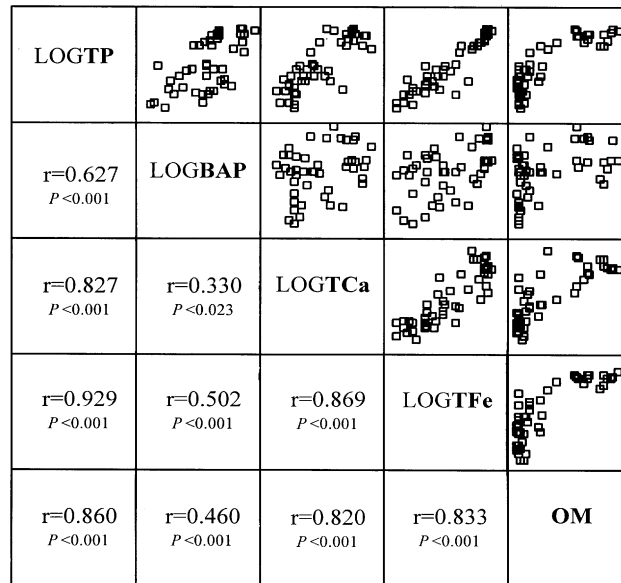 LOGTP
r=0.627
P<0.001
LOGBAP
r=0.827
P<0.001
r=0.330
P<0.023
LOGTCa
r=0.929
P<0.001
r=0.502
P<0.001
r=0.869
P<0.001
LOGTFe
r=0.860
P<0.001
r=0.460
P<0.001
r=0.820
P<0.001
r=0.833
P<0.001
OM